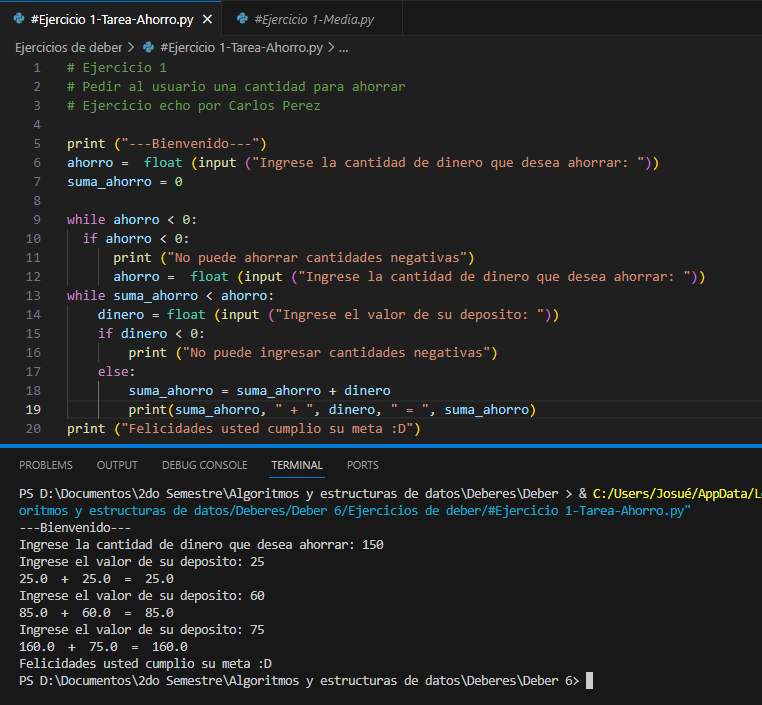 #Ejercicio 1-Tarea-Ahorro.py
#Ejercicio 1-Media.py
Ejercicios de deber > #Ejercicio 1-Tarea-Ahorro.py > ...
1 # Ejercicio 1
2 # Pedir al usuario una cantidad para ahorrar
3 # Ejercicio echo por Carlos Perez
4
5 print ("---Bienvenido---")
6 ahorro =  float (input ("Ingrese la cantidad de dinero que desea ahorrar: "))
7 suma_ahorro = 0
8
9 while ahorro < 0:
10   if ahorro < 0:
11       print ("No puede ahorrar cantidades negativas")
12       ahorro =  float (input ("Ingrese la cantidad de dinero que desea ahorrar: "))
13 while suma_ahorro < ahorro:
14     dinero = float (input ("Ingrese el valor de su deposito: "))
15     if dinero < 0:
16         print ("No puede ingresar cantidades negativas")
17     else:
18         suma_ahorro = suma_ahorro + dinero
19         print(suma_ahorro, " + ", dinero, " = ", suma_ahorro)
20 print ("Felicidades usted cumplio su meta :D")
PROBLEMS OUTPUT DEBUG CONSOLE TERMINAL PORTS
PS D:\Documentos\2do Semestre\Algoritmos y estructuras de datos\Deberes\Deber > & C:/Users/Josué/AppData/
oritmos y estructuras de datos/Deberes/Deber 6/Ejercicios de deber/#Ejercicio 1-Tarea-Ahorro.py"
---Bienvenido---
Ingrese la cantidad de dinero que desea ahorrar: 150
Ingrese el valor de su deposito: 25
25.0  +  25.0  =  25.0
Ingrese el valor de su deposito: 60
85.0  +  60.0  =  85.0
Ingrese el valor de su deposito: 75
160.0  +  75.0  =  160.0
Felicidades usted cumplio su meta :D
PS D:\Documentos\2do Semestre\Algoritmos y estructuras de datos\Deberes\Deber 6>